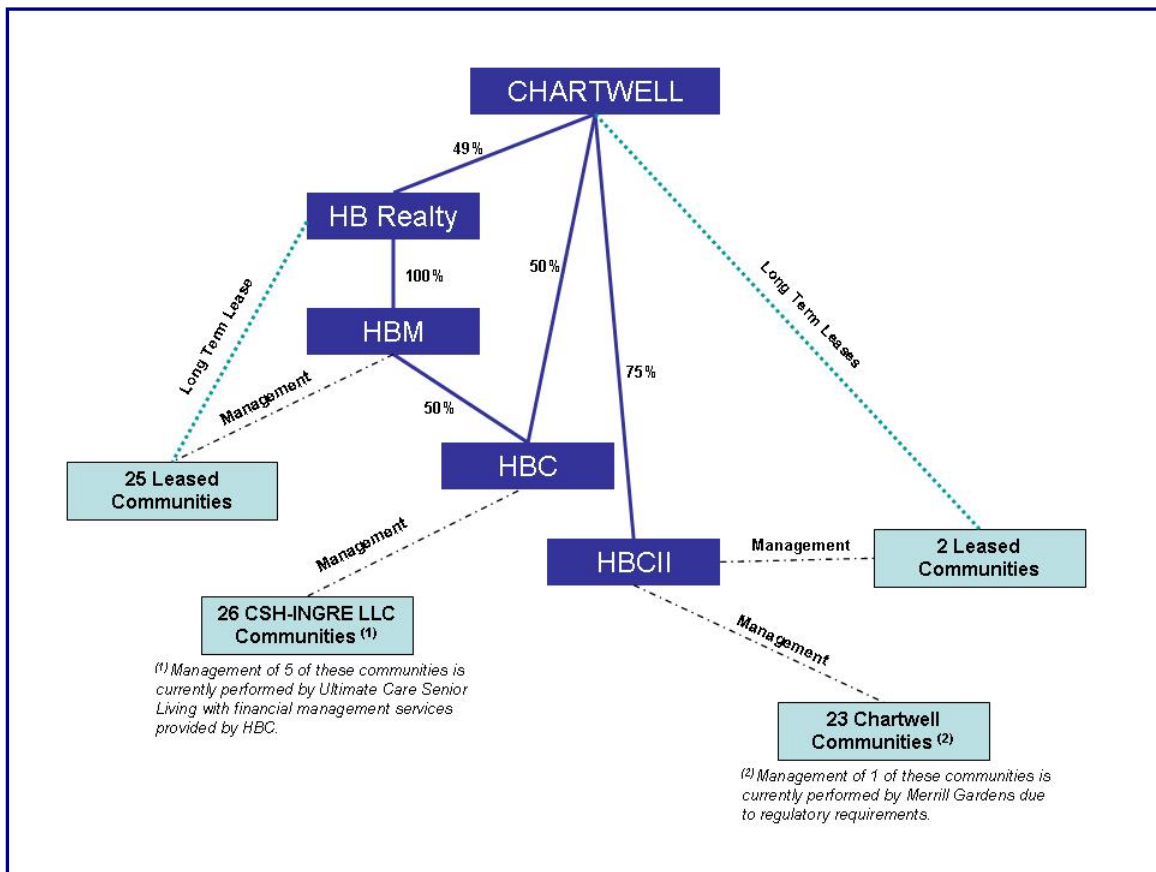 CHARTWELL
49%
HB Realty
100%
50%
Long Term Lease
Long Term Leases
HBM
Management
75%
50%
HBC
25 Leased
Communities
Management
HBCII
Management
2 Leased
Communities
26 CSH-INGRE LLC
Communities (1)
Management
(1) Management of 5 of these communities is
currently performed by Ultimate Care Senior
Living with financial management services
provided by HBC.
23 Chartwell
Communities (2)
(2) Management of 1 of these communities is
currently performed by Merrill Gardens due
to regulatory requirements.